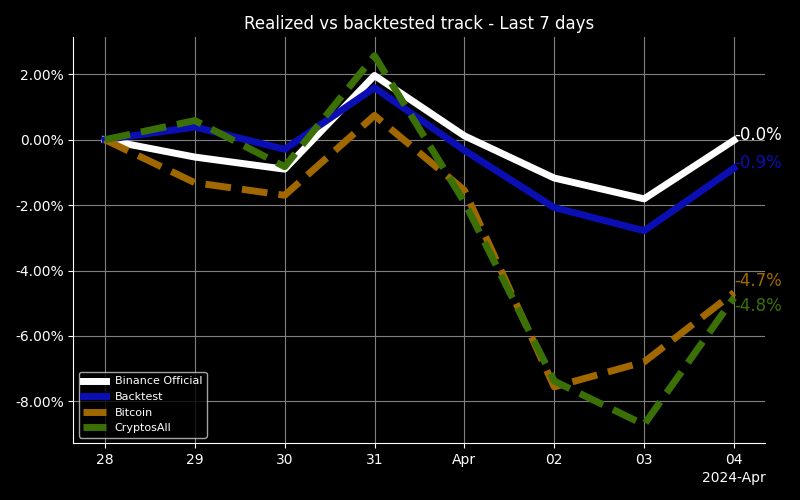 Realized vs backtested track - Last 7 days
2.00%
0.00%
-2.00%
-4.00%
-6.00%
-8.00%
-0.0%
-0.9%
-4.7%
-4.8%
Binance Official
Backtest
Bitcoin
CryptosAll
28 29 30 31 Apr 02 03 04
2024-Apr